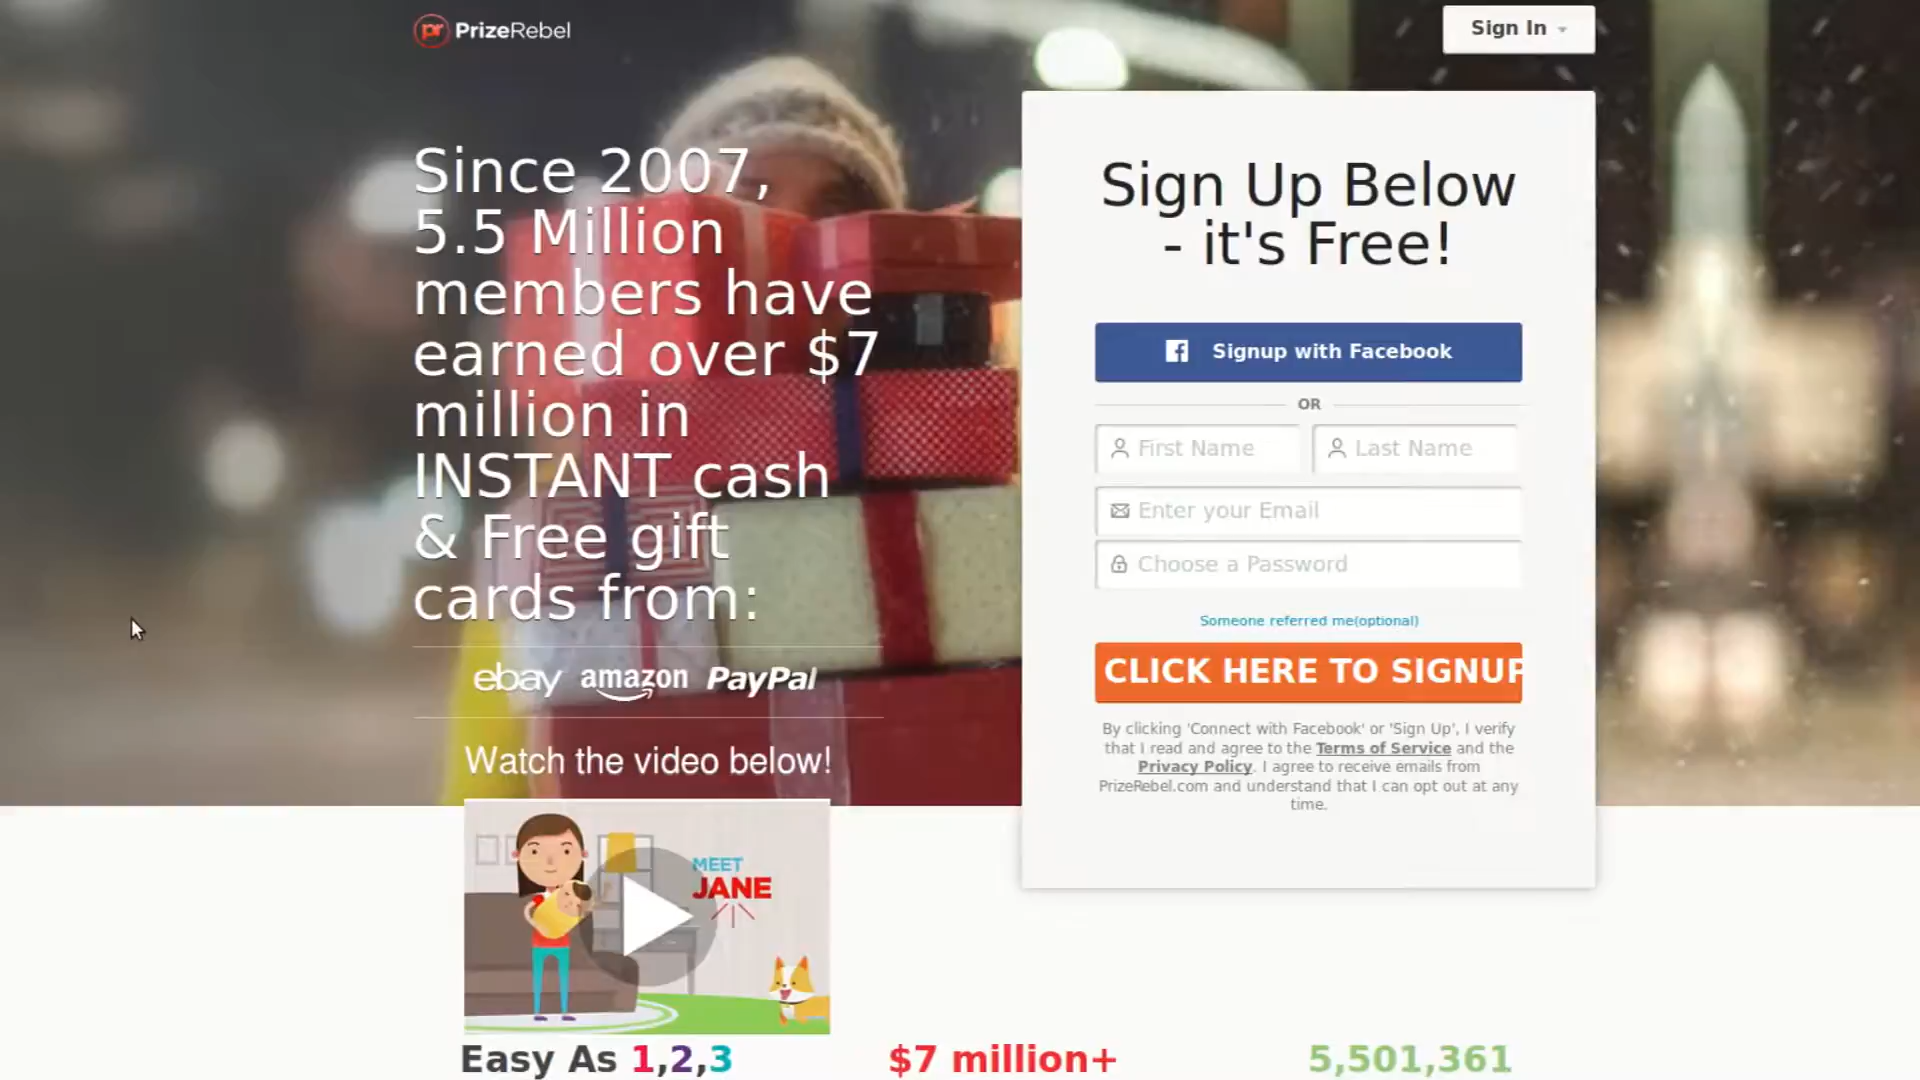 PrizeRebel
Sign In
Since 2007,
5.5 Million
members have
earned over $7
million in
INSTANT cash
& Free gift
cards from:
ebay amazon PayPal
Watch the video below!
MEET
JANE
Sign Up Below
- it's Free!
Signup with Facebook
OR
First Name
Last Name
Enter your Email
Choose a Password
Someone referred me(optional)
CLICK HERE TO SIGNUP
By clicking 'Connect with Facebook' or 'Sign Up', I verify
that I read and agree to the Terms of Service and the
Privacy Policy. I agree to receive emails from
PrizeRebel.com and understand that I can opt out at any
time.
Easy As 1,2,3
$7 million+
5,501,361